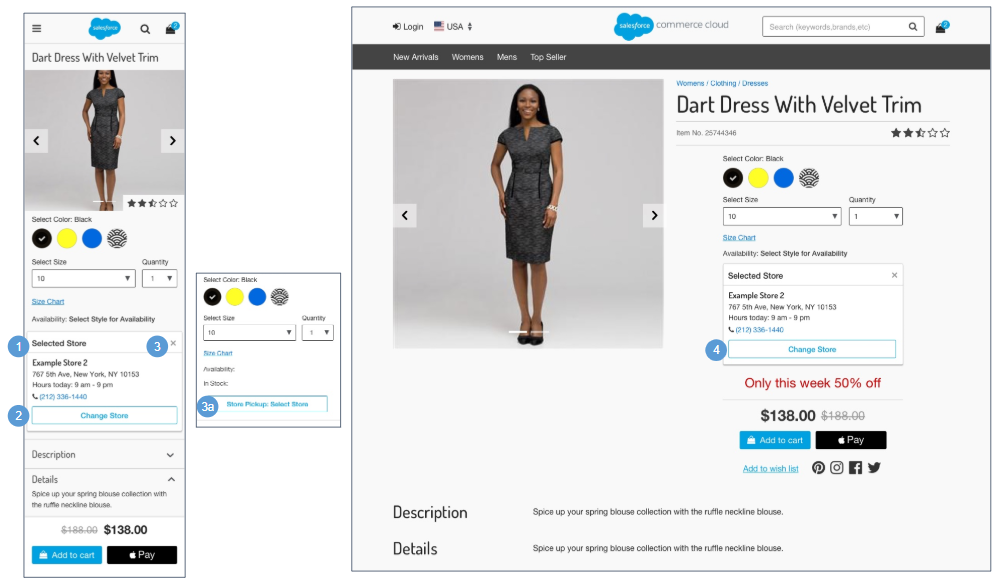 salesforce
2
Dart Dress With Velvet Trim
Select Color: Black
Select Size
Quantity
10
1
Size Chart
Availability: Select Style for Availability
1
Selected Store
3
×
Example Store 2
767 5th Ave, New York, NY 10153
Hours today: 9 am - 9 pm
(212) 336-1440
2
Change Store
Description
Details
Spice up your spring blouse collection with
the ruffle neckline blouse.
$188.00 $138.00
Add to cart
Pay
Select Color: Black
Select Size
Quantity
10
1
Size Chart
Availability:
In Stock:
3a
Store Pickup: Select Store
Login
USA
salesforce commerce cloud
Search (keywords,brands,etc)
2
New Arrivals Womens Mens Top Seller
Womens / Clothing / Dresses
Dart Dress With Velvet Trim
Item No. 25744346
Select Color: Black
Select Size
Quantity
10
1
Size Chart
Availability: Select Style for Availability
Selected Store ×
Example Store 2
767 5th Ave, New York, NY 10153
Hours today: 9 am - 9 pm
(212) 336-1440
4
Change Store
Only this week 50% off
$138.00 $188.00
Add to cart
Pay
Add to wish list
Description
Spice up your spring blouse collection with the ruffle neckline blouse.
Details
Spice up your spring blouse collection with the ruffle neckline blouse.